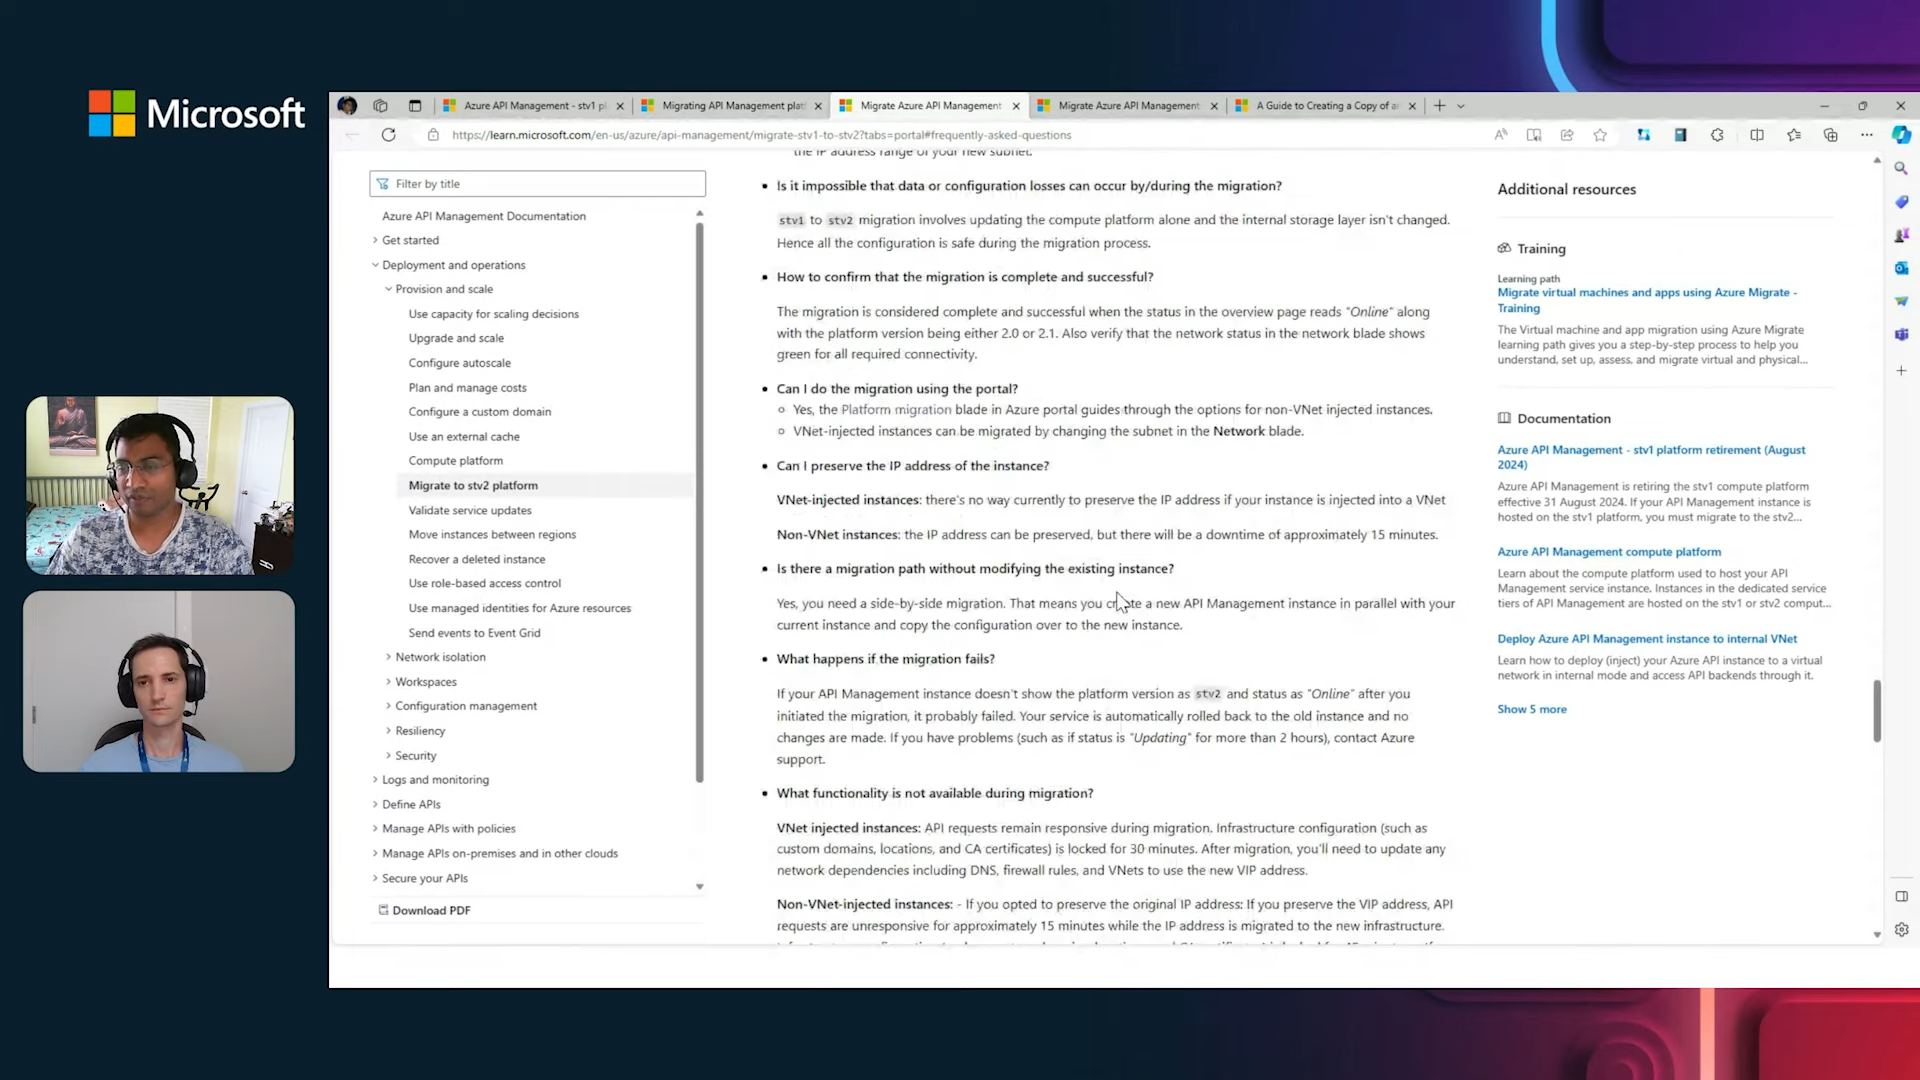 Microsoft
Azure API Management - stv1 pl
Migrating API Management plat
Migrate Azure API Management
Migrate Azure API Management
A Guide to Creating a Copy of a
https://learn.microsoft.com/en-us/azure/api-management/migrate-stv1-to-stv2?tabs=portal#frequently-asked-questions
Filter by title
Azure API Management Documentation
Get started
Deployment and operations
Provision and scale
Use capacity for scaling decisions
Upgrade and scale
Configure autoscale
Plan and manage costs
Configure a custom domain
Use an external cache
Compute platform
Migrate to stv2 platform
Validate service updates
Move instances between regions
Recover a deleted instance
Use role-based access control
Use managed identities for Azure resources
Send events to Event Grid
Network isolation
Workspaces
Configuration management
Resiliency
Security
Logs and monitoring
Define APIs
Manage APIs with policies
Manage APIs on-premises and in other clouds
Secure your APIs
Download PDF
the IP address range of your new subnet.
Is it impossible that data or configuration losses can occur by/during the migration?
stv1 to stv2 migration involves updating the compute platform alone and the internal storage layer isn't changed.
Hence all the configuration is safe during the migration process.
How to confirm that the migration is complete and successful?
The migration is considered complete and successful when the status in the overview page reads "Online" along
with the platform version being either 2.0 or 2.1. Also verify that the network status in the network blade shows
green for all required connectivity.
Can I do the migration using the portal?
Yes, the Platform migration blade in Azure portal guides through the options for non-VNet injected instances.
VNet-injected instances can be migrated by changing the subnet in the Network blade.
Can I preserve the IP address of the instance?
VNet-injected instances: there's no way currently to preserve the IP address if your instance is injected into a VNet
Non-VNet instances: the IP address can be preserved, but there will be a downtime of approximately 15 minutes.
Is there a migration path without modifying the existing instance?
Yes, you need a side-by-side migration. That means you create a new API Management instance in parallel with your
current instance and copy the configuration over to the new instance.
What happens if the migration fails?
If your API Management instance doesn't show the platform version as stv2 and status as "Online" after you
initiated the migration, it probably failed. Your service is automatically rolled back to the old instance and no
changes are made. If you have problems (such as if status is "Updating" for more than 2 hours), contact Azure
support.
What functionality is not available during migration?
VNet injected instances: API requests remain responsive during migration. Infrastructure configuration (such as
custom domains, locations, and CA certificates) is locked for 30 minutes. After migration, you'll need to update any
network dependencies including DNS, firewall rules, and VNets to use the new VIP address.
Non-VNet-injected instances: - If you opted to preserve the original IP address: If you preserve the VIP address, API
requests are unresponsive for approximately 15 minutes while the IP address is migrated to the new infrastructure.
Additional resources
Training
Learning path
Migrate virtual machines and apps using Azure Migrate -
Training
The Virtual machine and app migration using Azure Migrate
learning path gives you a step-by-step process to help you
understand, set up, assess, and migrate virtual and physical...
Documentation
Azure API Management - stv1 platform retirement (August
2024)
Azure API Management is retiring the stv1 compute platform
effective 31 August 2024. If your API Management instance is
hosted on the stv1 platform, you must migrate to the stv2...
Azure API Management compute platform
Learn about the compute platform used to host your API
Management service instance. Instances in the dedicated service
tiers of API Management are hosted on the stv1 or stv2 comput...
Deploy Azure API Management instance to internal VNet
Learn how to deploy (inject) your Azure API instance to a virtual
network in internal mode and access API backends through it.
Show 5 more